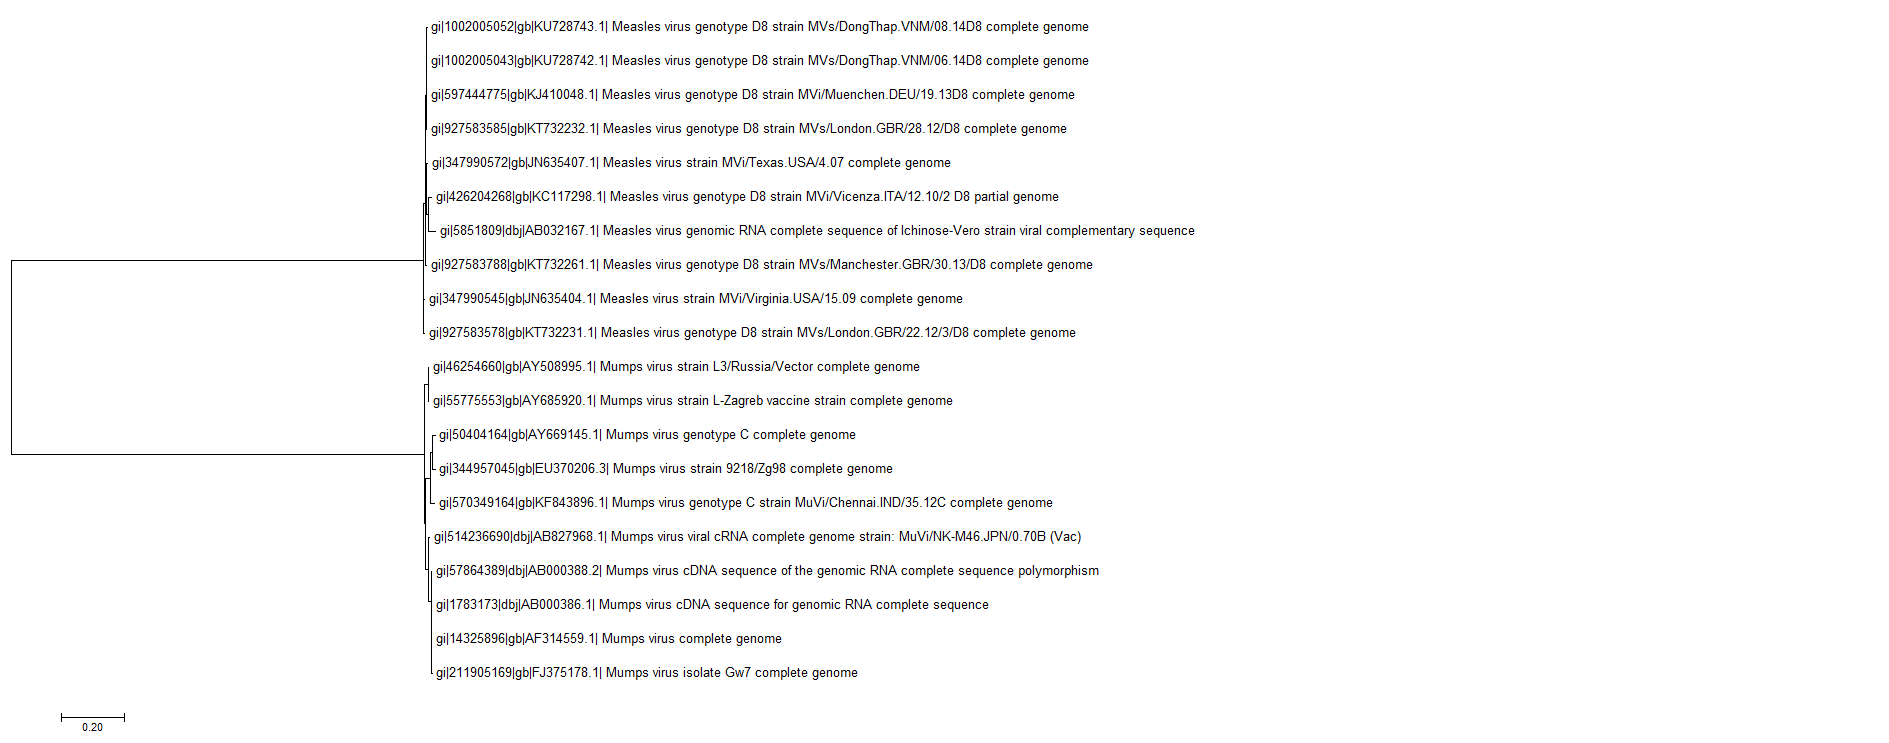 gi|1002005052|gb|KU728743.1| Measles virus genotype D8 strain MVs/DongThap.VNM/08.14D8 complete genome
gi|1002005043|gb|KU728742.1| Measles virus genotype D8 strain MVs/DongThap.VNM/06.14D8 complete genome
gi|597444775|gb|KJ410048.1| Measles virus genotype D8 strain MVi/Muenchen.DEU/19.13D8 complete genome
gi|927583585|gb|KT732232.1| Measles virus genotype D8 strain MVs/London.GBR/28.12/D8 complete genome
gi|347990572|gb|JN635407.1| Measles virus strain MVi/Texas.USA/4.07 complete genome
gi|426204268|gb|KC117298.1| Measles virus genotype D8 strain MVi/Vicenza.ITA/12.10/2 D8 partial genome
gi|5851809|dbj|AB032167.1| Measles virus genomic RNA complete sequence of Ichinose-Vero strain viral complementary sequence
gi|927583788|gb|KT732261.1| Measles virus genotype D8 strain MVs/Manchester.GBR/30.13/D8 complete genome
gi|347990545|gb|JN635404.1| Measles virus strain MVi/Virginia.USA/15.09 complete genome
gi|927583578|gb|KT732231.1| Measles virus genotype D8 strain MVs/London.GBR/22.12/3/D8 complete genome
gi|46254660|gb|AY508995.1| Mumps virus strain L3/Russia/Vector complete genome
gi|55775553|gb|AY685920.1| Mumps virus strain L-Zagreb vaccine strain complete genome
gi|50404164|gb|AY669145.1| Mumps virus genotype C complete genome
gi|344957045|gb|EU370206.3| Mumps virus strain 9218/Zg98 complete genome
gi|570349164|gb|KF843896.1| Mumps virus genotype C strain MuVi/Chennai.IND/35.12C complete genome
gi|514236690|dbj|AB827968.1| Mumps virus viral cRNA complete genome strain: MuVi/NK-M46.JPN/0.70B (Vac)
gi|57864389|dbj|AB000388.2| Mumps virus cDNA sequence of the genomic RNA complete sequence polymorphism
gi|1783173|dbj|AB000386.1| Mumps virus cDNA sequence for genomic RNA complete sequence
gi|14325896|gb|AF314559.1| Mumps virus complete genome
gi|211905169|gb|FJ375178.1| Mumps virus isolate Gw7 complete genome
0.20